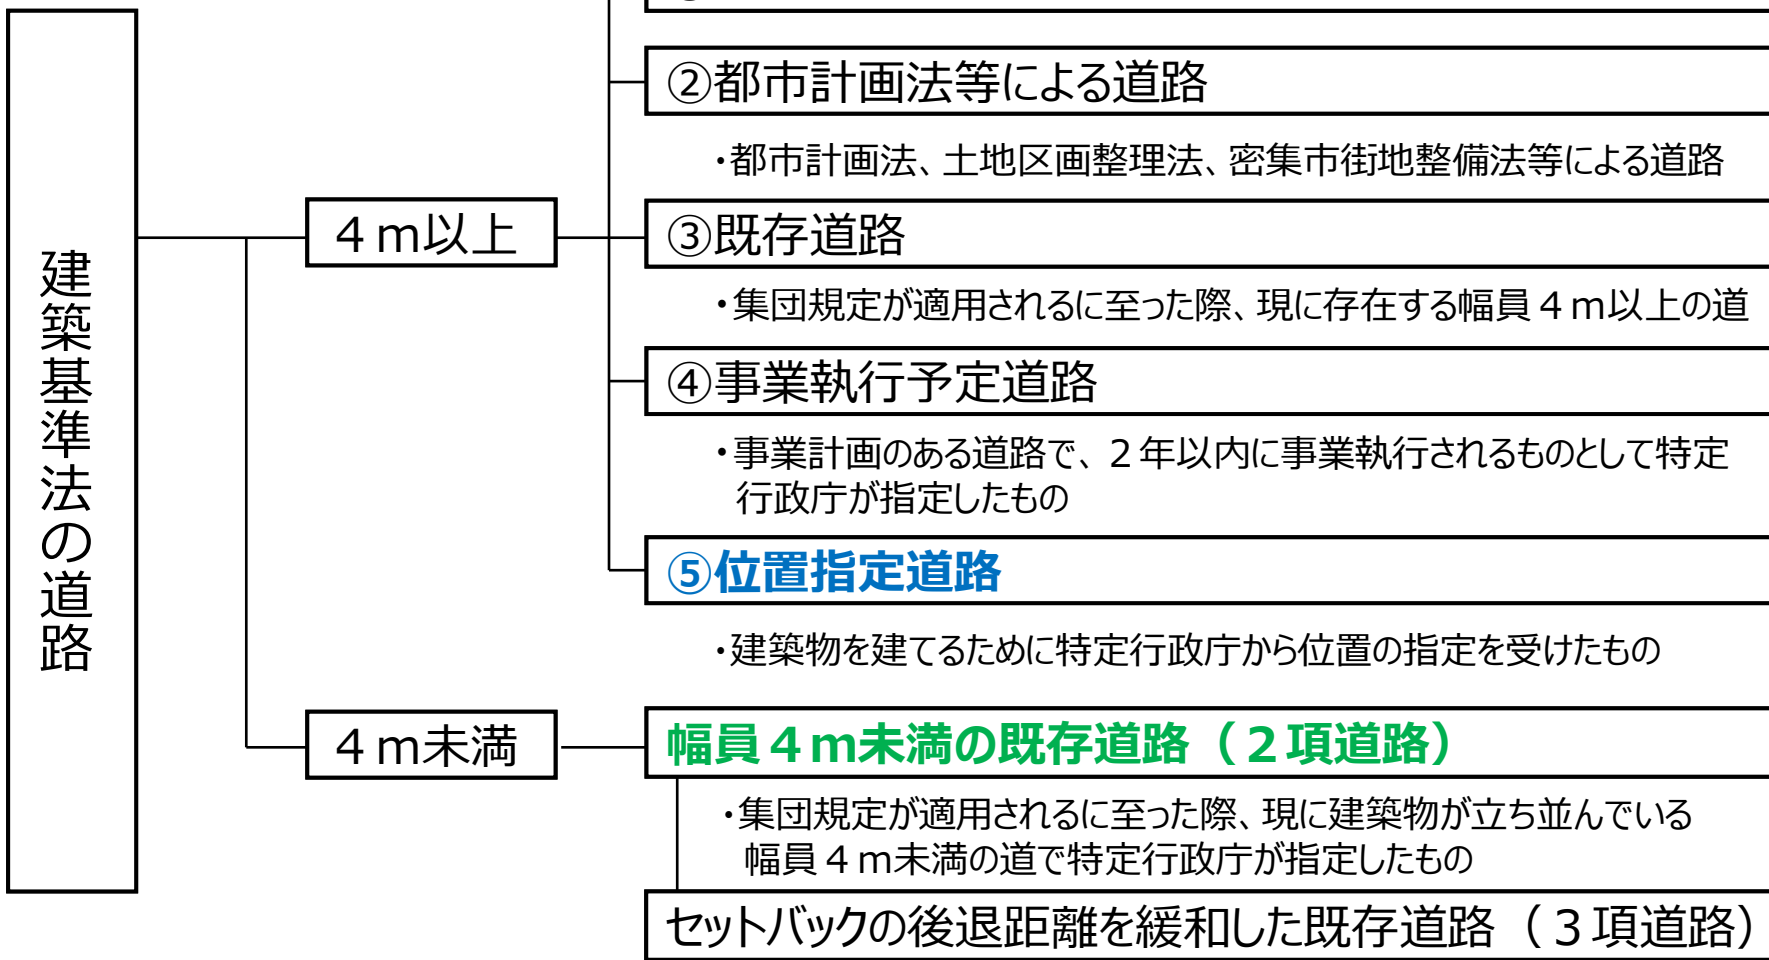 建築基準法の道路
4m以上
②都市計画法等による道路
・都市計画法、土地区画整理法、密集市街地整備法等による道路
③既存道路
・集団規定が適用されるに至った際、現に存在する幅員4m以上の道
④事業執行予定道路
・事業計画のある道路で、2年以内に事業執行されるものとして特定
行政庁が指定したもの
⑤位置指定道路
・建築物を建てるために特定行政庁から位置の指定を受けたもの
4m未満
幅員4m未満の既存道路(2項道路)
・集団規定が適用されるに至った際、現に建築物が立ち並んでいる
幅員4m未満の道で特定行政庁が指定したもの
セットバックの後退距離を緩和した既存道路(3項道路)